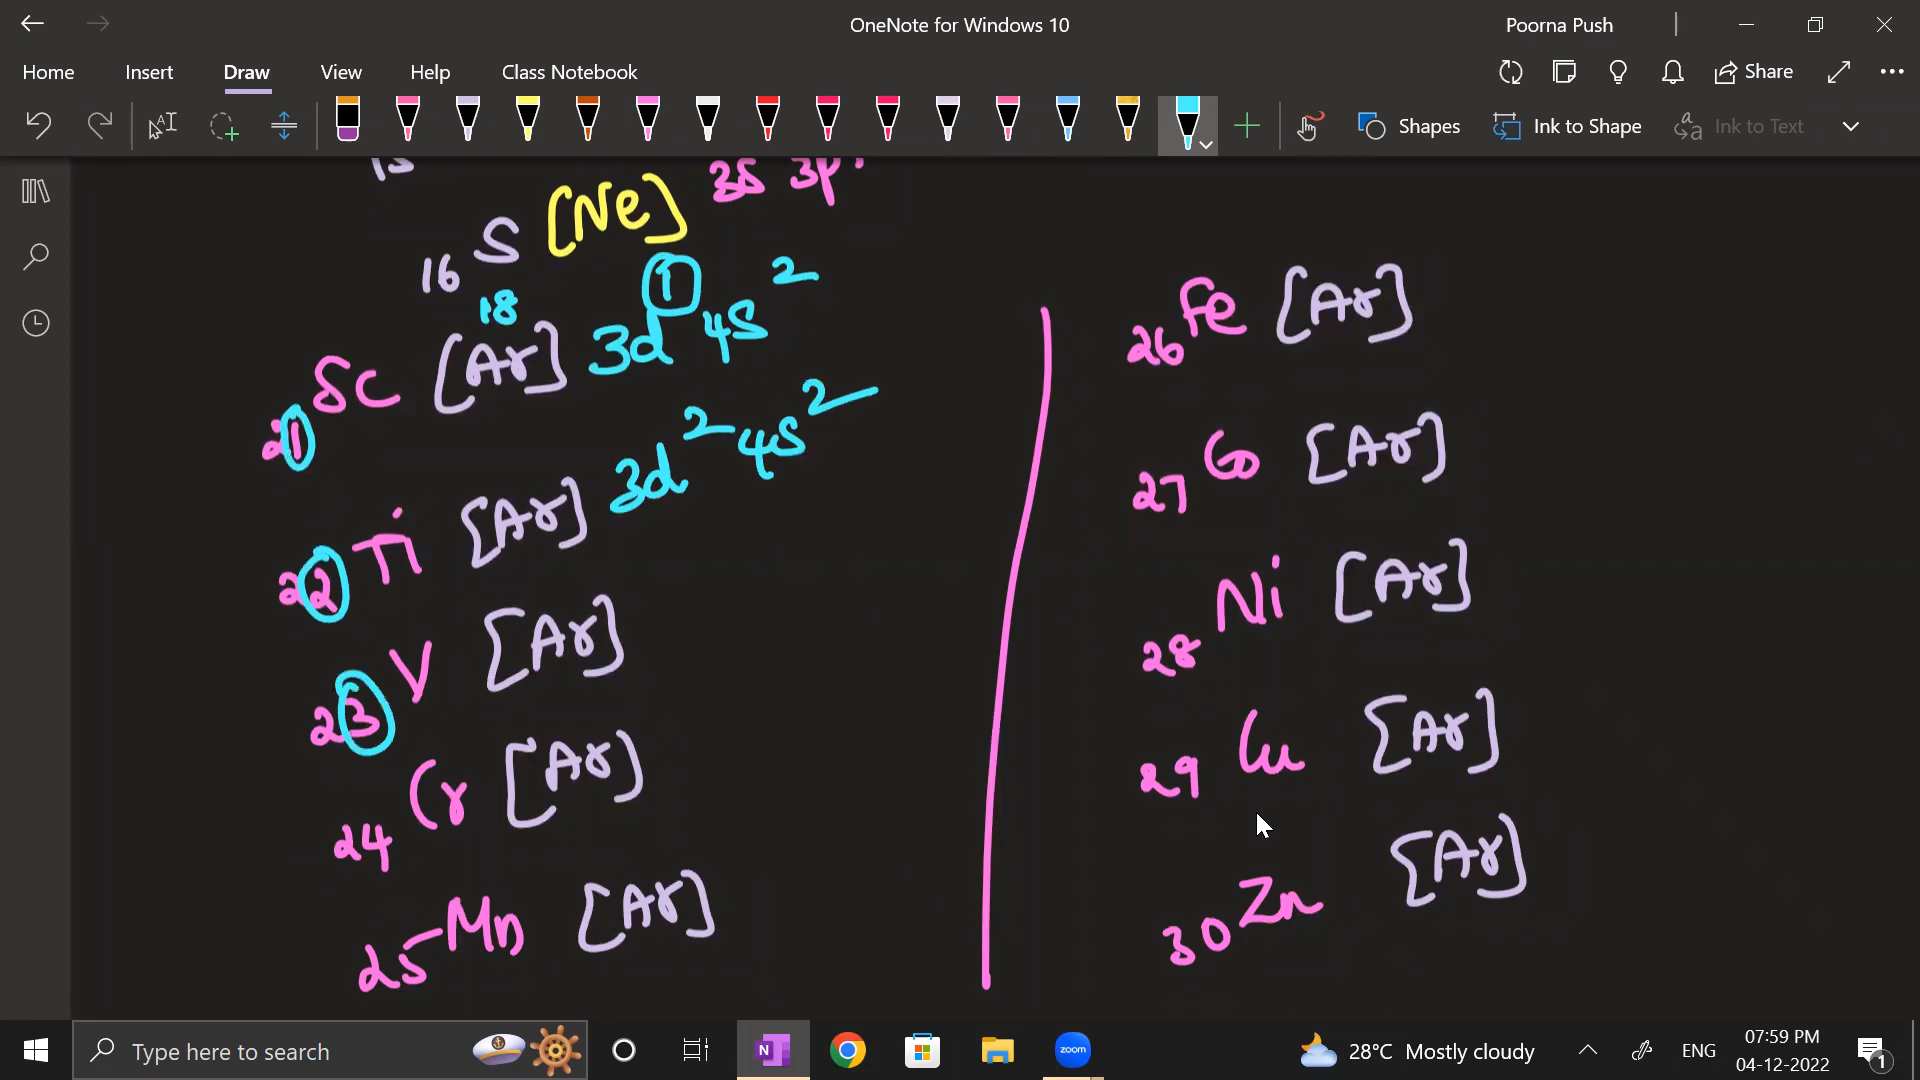 OneNote for Windows 10
Poorna Push
Home Insert Draw View Help Class Notebook
Share
Shapes Ink to Shape Ink to Text
1s
3s 3p
16 S [Ne]
18
21 Sc [Ar] 3d 1 4s 2
22 Ti [Ar] 3d 2 4s 2
23 V [Ar]
24 Cr [Ar]
25 Mn [Ar]
26 Fe [Ar]
27 Co [Ar]
28 Ni [Ar]
29 Cu [Ar]
30 Zn [Ar]
Type here to search
N
zoom
28°C Mostly cloudy
ENG
07:59 PM
04-12-2022
1